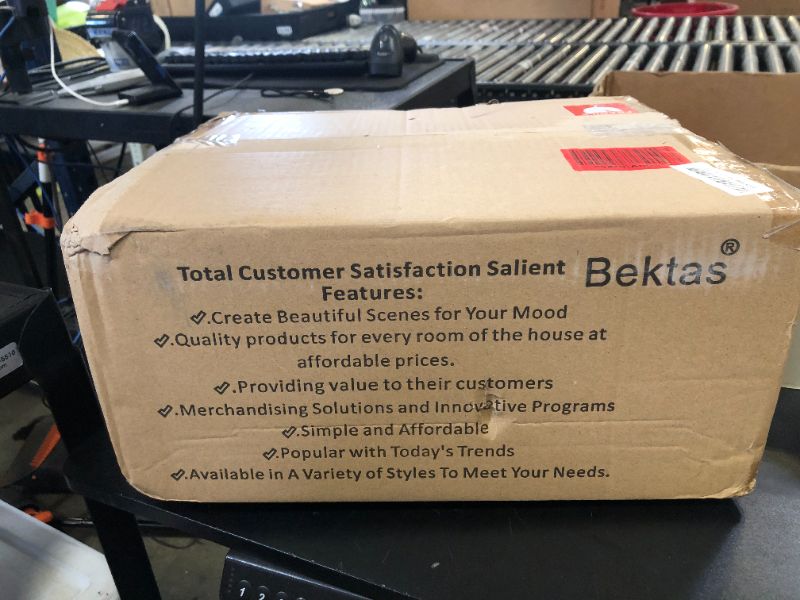 Total Customer Satisfaction Salient
Features:
Bektas®
✓.Create Beautiful Scenes for Your Mood
✓.Quality products for every room of the house at
affordable prices.
✓.Providing value to their customers
✓.Merchandising Solutions and Innovative Programs
✓.Simple and Affordable
✓.Popular with Today's Trends
✓.Available in A Variety of Styles To Meet Your Needs.
1 2